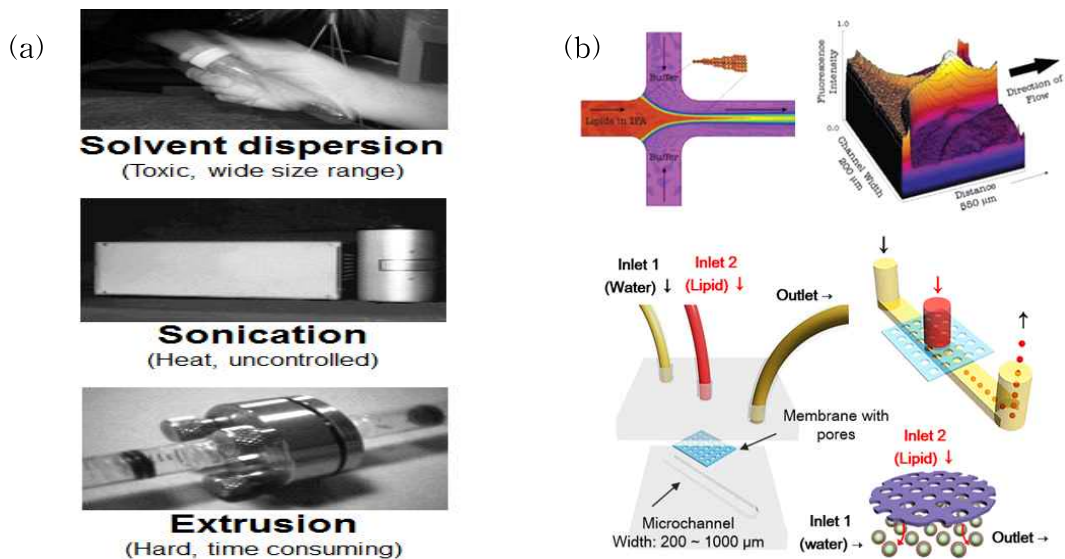 (a)
Solvent dispersion
(Toxic, wide size range)
Sonication
(Heat, uncontrolled)
Extrusion
(Hard, time consuming)
(b)
Buffer
Lipids in IPA
Buffer
1.0
Fluorescence
Intensity
0.0
Channel Width
200 μm
Distance
550 μm
Direction of
Flow
Inlet 1
(Water) ↓
Inlet 2
(Lipid) ↓
Outlet →
Membrane with
pores
Microchannel
Width: 200 ~ 1000 μm
Inlet 2
(Lipid) ↓
Inlet 1
(water) →
Outlet →